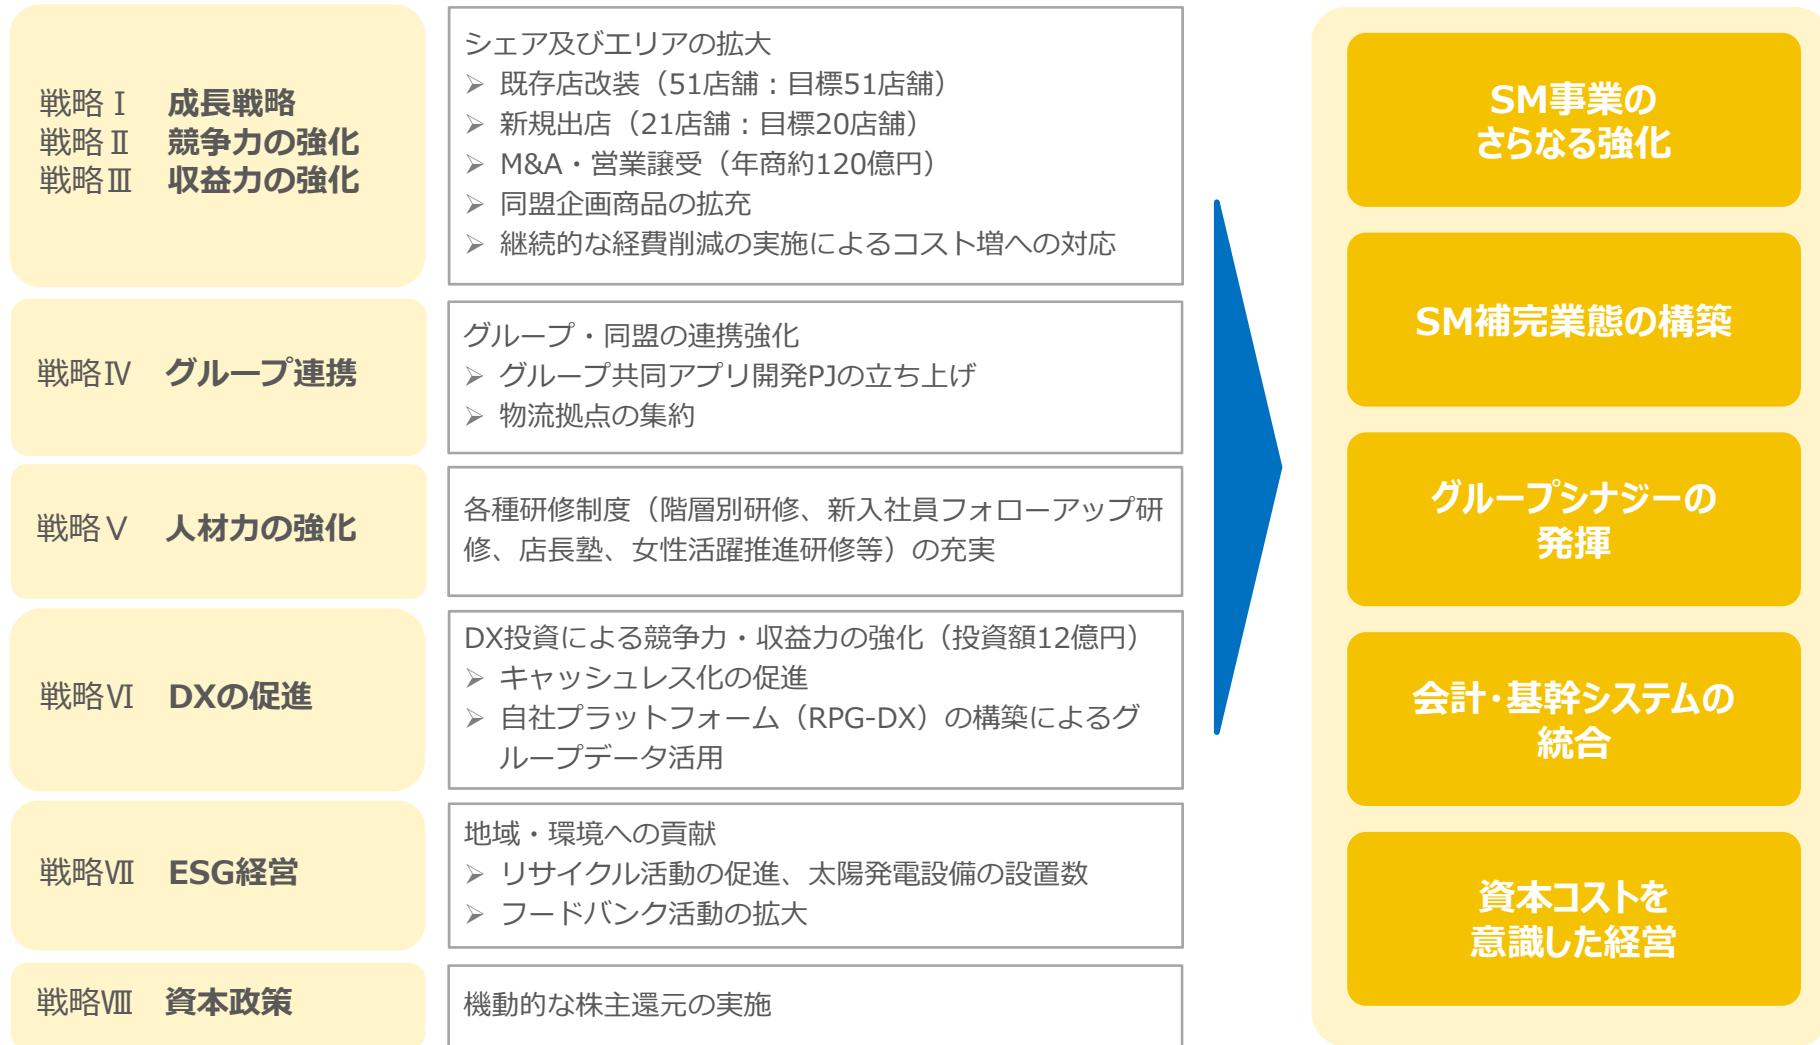 戦略Ⅰ 成長戦略
戦略Ⅱ 競争力の強化
戦略Ⅲ 収益力の強化
シェア及びエリアの拡大
➢ 既存店改装（51店舗：目標51店舗）
➢ 新規出店（21店舗：目標20店舗）
➢ M&A・営業譲受（年商約120億円）
➢ 同盟企画商品の拡充
➢ 継続的な経費削減の実施によるコスト増への対応
戦略Ⅳ グループ連携
グループ・同盟の連携強化
➢ グループ共同アプリ開発PJの立ち上げ
➢ 物流拠点の集約
戦略Ⅴ 人材力の強化
各種研修制度（階層別研修、新入社員フォローアップ研
修、店長塾、女性活躍推進研修等）の充実
戦略Ⅵ DXの促進
DX投資による競争力・収益力の強化（投資額12億円）
➢ キャッシュレス化の促進
➢ 自社プラットフォーム（RPG-DX）の構築によるグ
ループデータ活用
戦略Ⅶ ESG経営
地域・環境への貢献
➢ リサイクル活動の促進、太陽発電設備の設置数
➢ フードバンク活動の拡大
戦略Ⅷ 資本政策
機動的な株主還元の実施
SM事業の
さらなる強化
SM補完業態の構築
グループシナジーの
発揮
会計・基幹システムの
統合
資本コストを
意識した経営